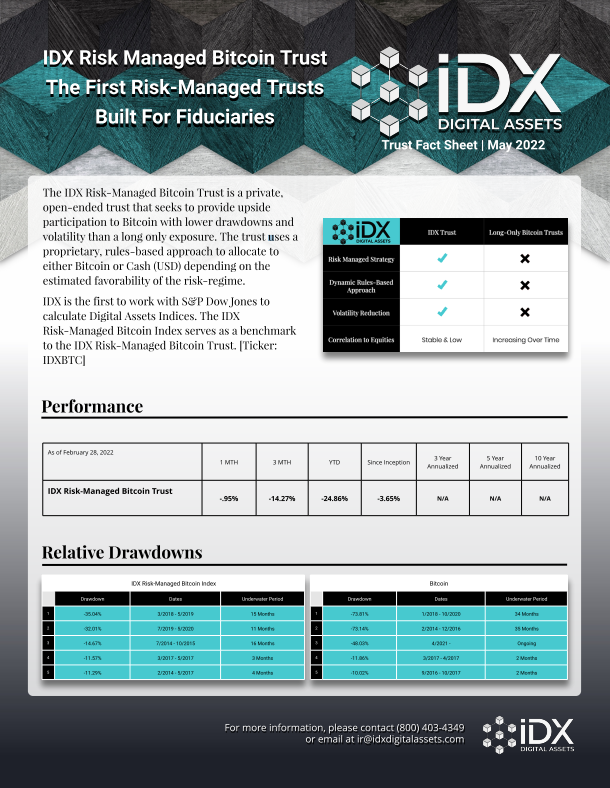 IDX Risk Managed Bitcoin Trust
The First Risk-Managed Trusts
Built For Fiduciaries
iDX
DIGITAL ASSETS
Trust Fact Sheet | May 2022
The IDX Risk-Managed Bitcoin Trust is a private,
open-ended trust that seeks to provide upside
participation to Bitcoin with lower drawdowns and
volatility than a long only exposure. The trust uses a
proprietary, rules-based approach to allocate to
either Bitcoin or Cash (USD) depending on the
estimated favorability of the risk-regime.
IDX is the first to work with S&P Dow Jones to
calculate Digital Assets Indices. The IDX
Risk-Managed Bitcoin Index serves as a benchmark
to the IDX Risk-Managed Bitcoin Trust. [Ticker:
IDXBTC]
iDX DIGITAL ASSETS IDX Trust Long-Only Bitcoin Trusts
Risk Managed Strategy ✓ ✕
Dynamic Rules-Based Approach ✓ ✕
Volatility Reduction ✓ ✕
Correlation to Equities Stable & Low Increasing Over Time
Performance
As of February 28, 2022 1 MTH 3 MTH YTD Since Inception 3 Year Annualized 5 Year Annualized 10 Year Annualized
IDX Risk-Managed Bitcoin Trust -.95% -14.27% -24.86% -3.65% N/A N/A N/A
Relative Drawdowns
IDX Risk-Managed Bitcoin Index
Drawdown Dates Underwater Period
1 -35.04% 3/2018 - 5/2019 15 Months
2 -32.01% 7/2019 - 5/2020 11 Months
3 -14.67% 7/2014 - 10/2015 16 Months
4 -11.57% 3/2017 - 5/2017 3 Months
5 -11.29% 2/2014 - 5/2017 4 Months
Bitcoin
Drawdown Dates Underwater Period
1 -73.81% 1/2018 - 10/2020 34 Months
2 -73.14% 2/2014 - 12/2016 35 Months
3 -48.03% 4/2021 - Ongoing
4 -11.86% 3/2017 - 4/2017 2 Months
5 -10.02% 9/2016 - 10/2017 2 Months
For more information, please contact (800) 403-4349
or email at ir@idxdigitalassets.com
iDX
DIGITAL ASSETS